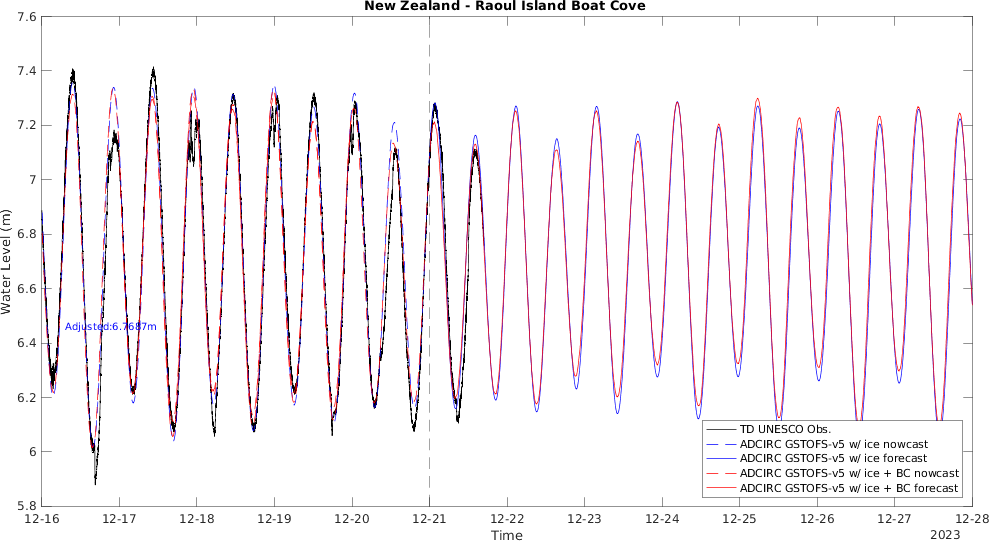 New Zealand - Raoul Island Boat Cove
7.6
7.4
7.2
7
6.8
6.6
6.4
6.2
6
5.8
Water Level (m)
Adjusted:6.7687m
TD UNESCO Obs.
ADCIRC GSTOFS-v5 w/ ice nowcast
ADCIRC GSTOFS-v5 w/ ice forecast
ADCIRC GSTOFS-v5 w/ ice + BC nowcast
ADCIRC GSTOFS-v5 w/ ice + BC forecast
12-16 12-17 12-18 12-19 12-20 12-21 12-22 12-23 12-24 12-25 12-26 12-27 12-28
Time
2023